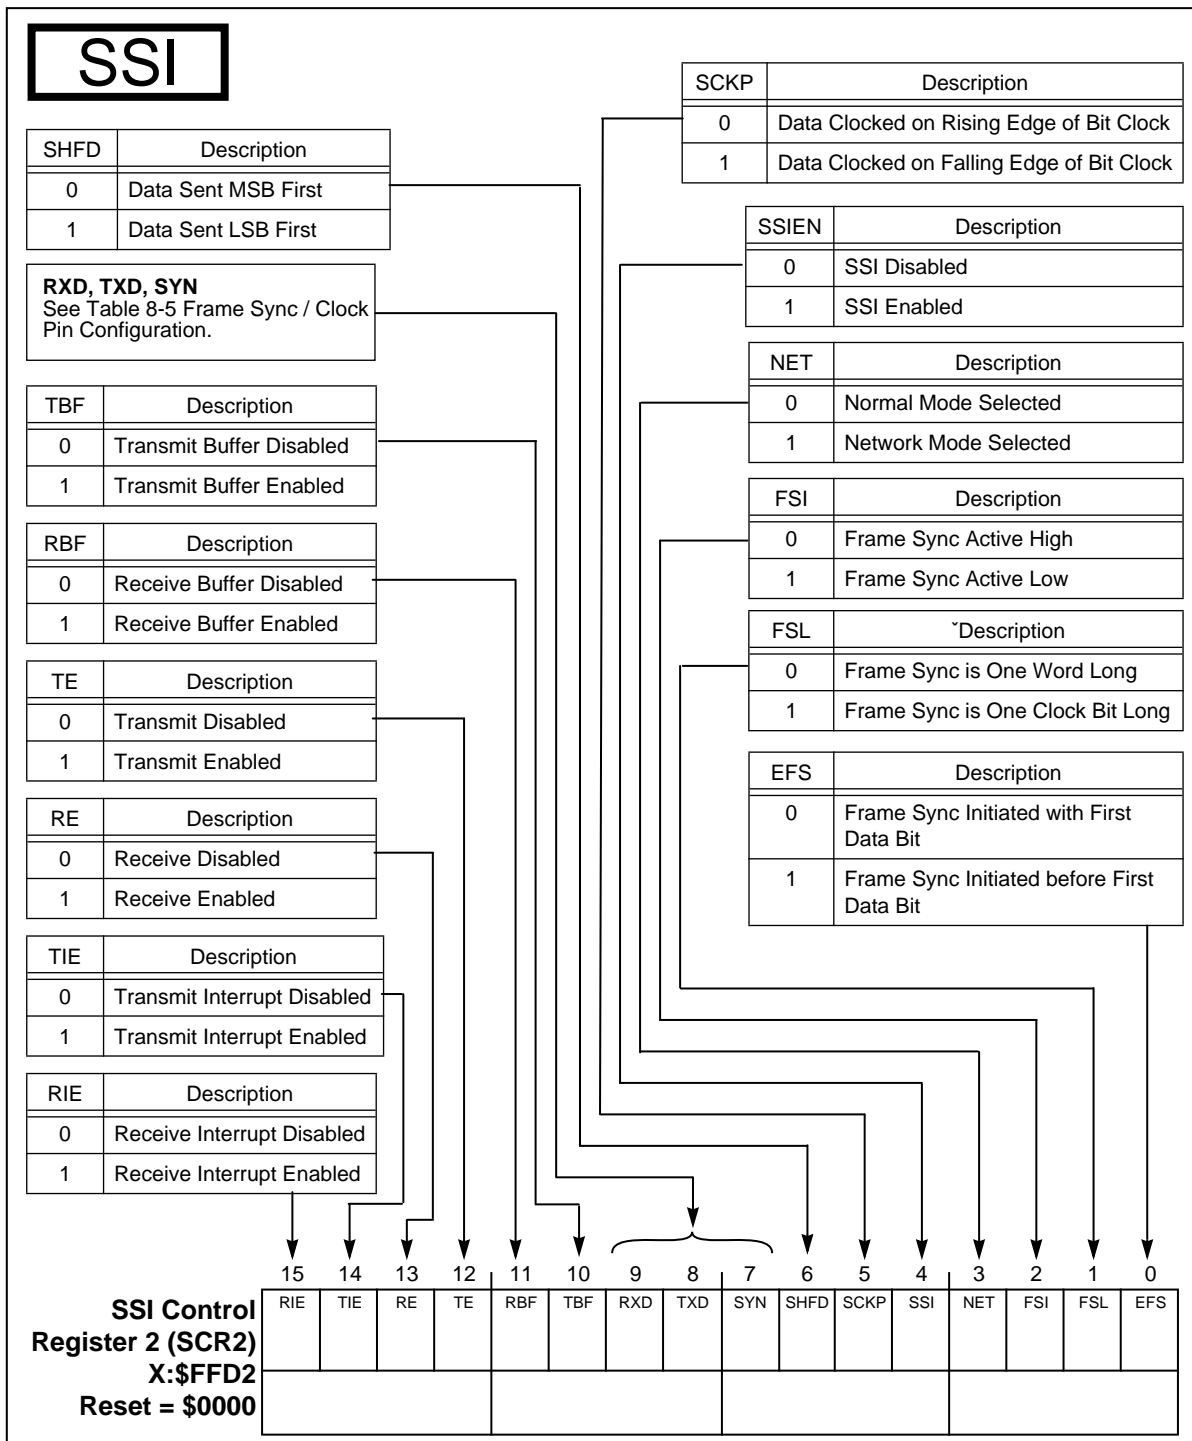 SSI
SHFD Description
0 Data Sent MSB First
1 Data Sent LSB First
RXD, TXD, SYN
See Table 8-5 Frame Sync / Clock
Pin Configuration.
TBF Description
0 Transmit Buffer Disabled
1 Transmit Buffer Enabled
RBF Description
0 Receive Buffer Disabled
1 Receive Buffer Enabled
TE Description
0 Transmit Disabled
1 Transmit Enabled
RE Description
0 Receive Disabled
1 Receive Enabled
TIE Description
0 Transmit Interrupt Disabled
1 Transmit Interrupt Enabled
RIE Description
0 Receive Interrupt Disabled
1 Receive Interrupt Enabled
SCKP Description
0 Data Clocked on Rising Edge of Bit Clock
1 Data Clocked on Falling Edge of Bit Clock
SSIEN Description
0 SSI Disabled
1 SSI Enabled
NET Description
0 Normal Mode Selected
1 Network Mode Selected
FSI Description
0 Frame Sync Active High
1 Frame Sync Active Low
FSL ˇDescription
0 Frame Sync is One Word Long
1 Frame Sync is One Clock Bit Long
EFS Description
0 Frame Sync Initiated with First
Data Bit
1 Frame Sync Initiated before First
Data Bit
15 14 13 12 11 10 9 8 7 6 5 4 3 2 1 0
RIE TIE RE TE RBF TBF RXD TXD SYN SHFD SCKP SSI NET FSI FSL EFS
SSI Control
Register 2 (SCR2)
X:$FFD2
Reset = $0000